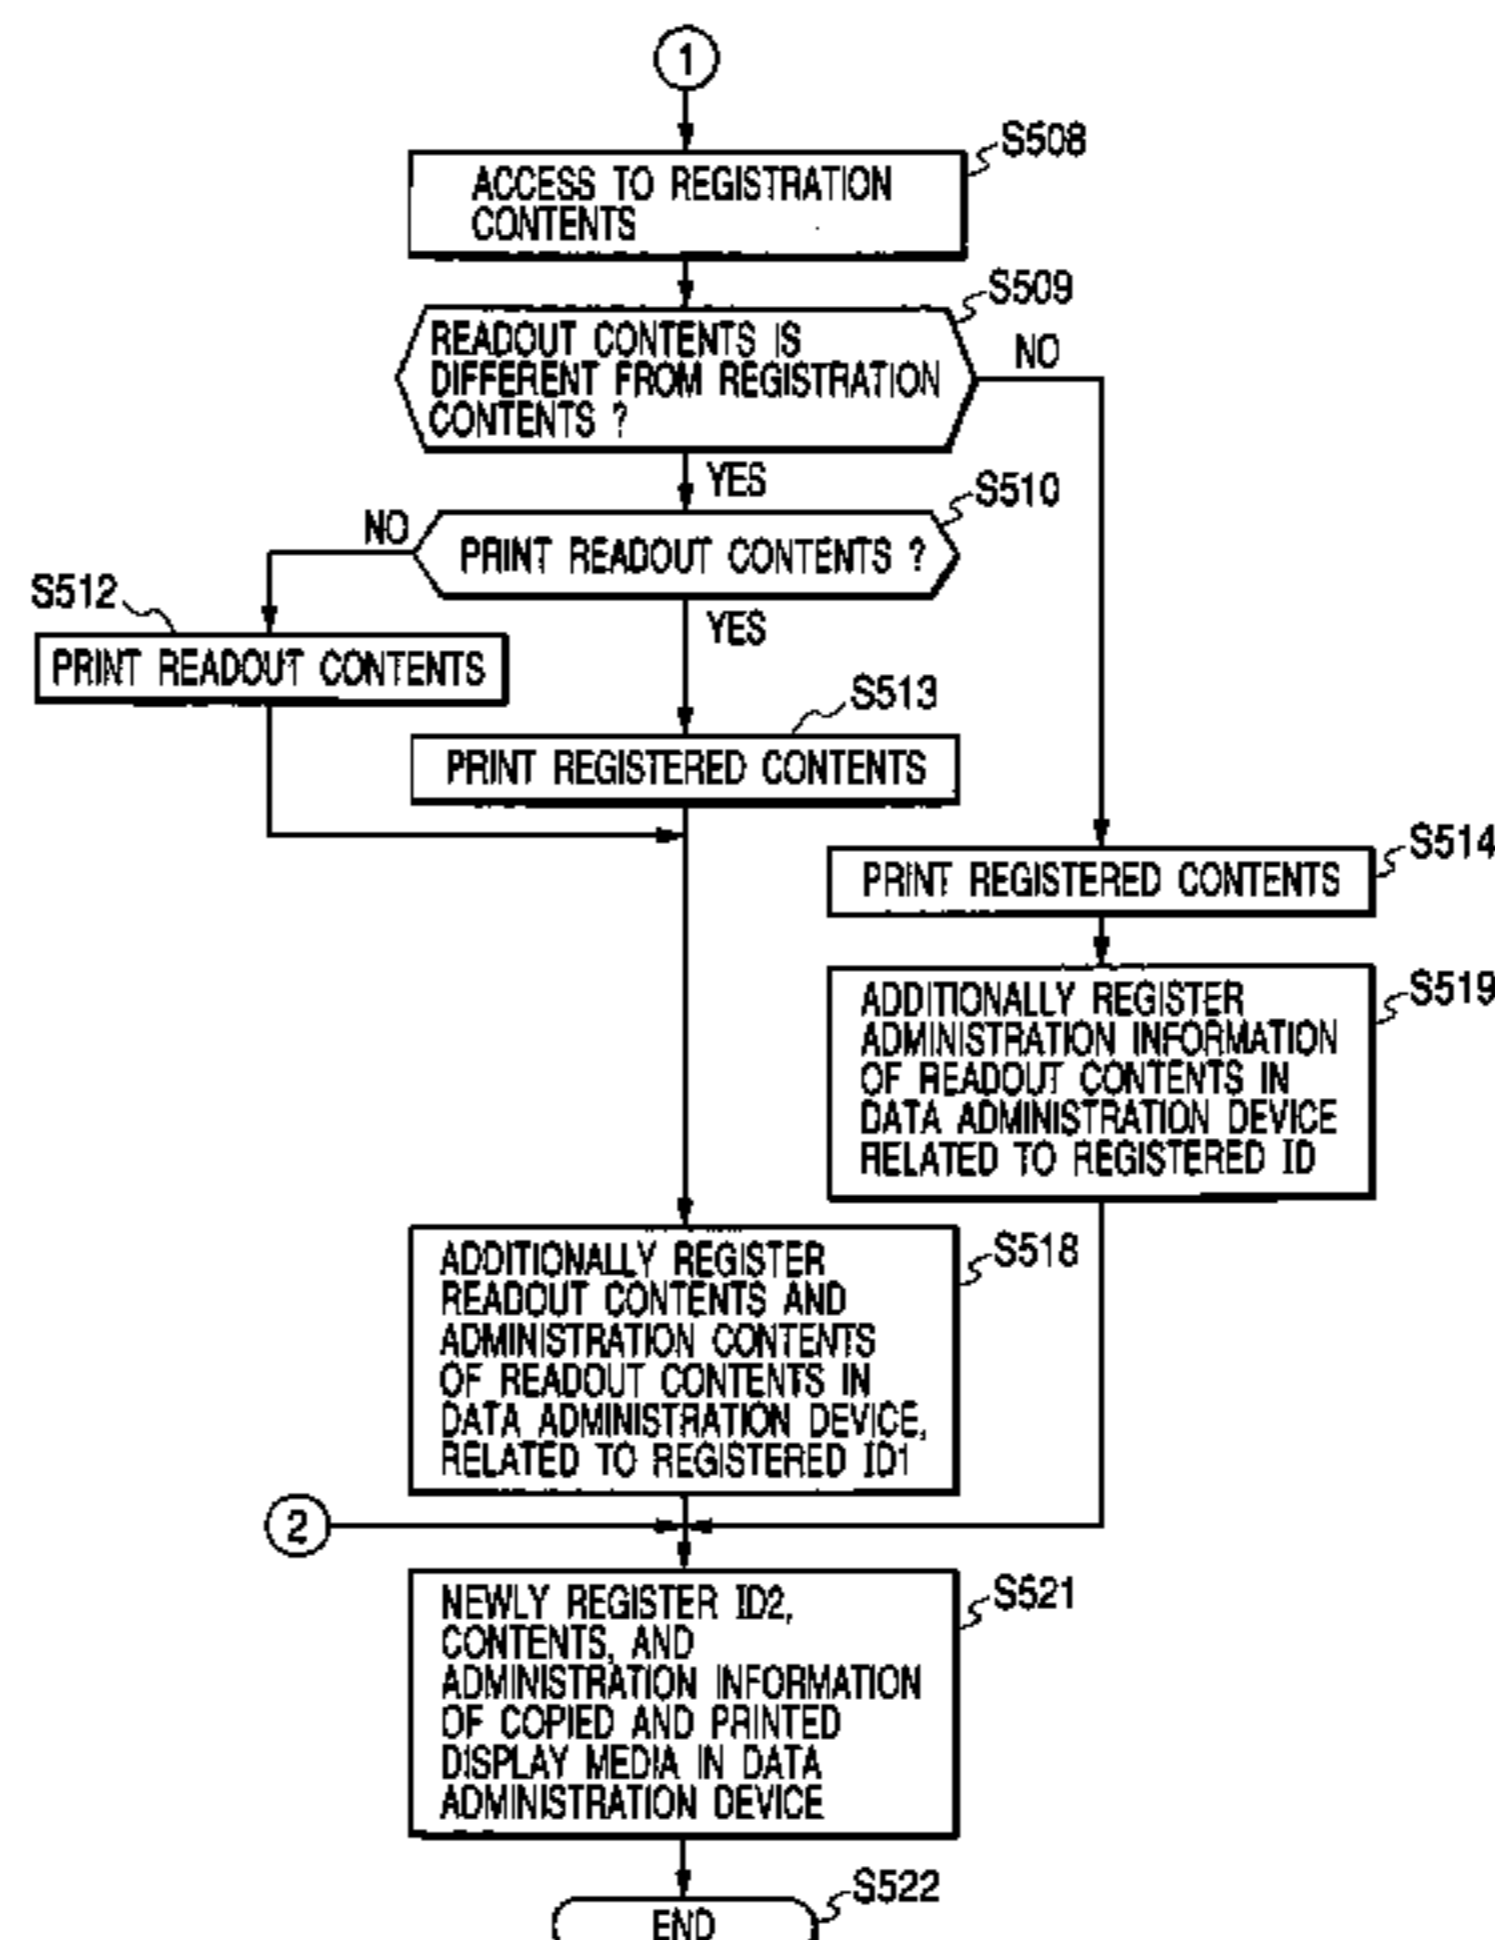 1
S508
ACCESS TO REGISTRATION
CONTENTS
S509
READOUT CONTENTS IS
DIFFERENT FROM REGISTRATION
CONTENTS ?
NO
YES
S510
NO
PRINT READOUT CONTENTS ?
S512
YES
PRINT READOUT CONTENTS
S513
PRINT REGISTERED CONTENTS
S514
PRINT REGISTERED CONTENTS
S519
ADDITIONALLY REGISTER
ADMINISTRATION INFORMATION
OF READOUT CONTENTS IN
DATA ADMINISTRATION DEVICE
RELATED TO REGISTERED ID
S518
ADDITIONALLY REGISTER
READOUT CONTENTS AND
ADMINISTRATION CONTENTS
OF READOUT CONTENTS IN
DATA ADMINISTRATION DEVICE,
RELATED TO REGISTERED ID1
2
S521
NEWLY REGISTER ID2,
CONTENTS, AND
ADMINISTRATION INFORMATION
OF COPIED AND PRINTED
DISPLAY MEDIA IN DATA
ADMINISTRATION DEVICE
S522
END